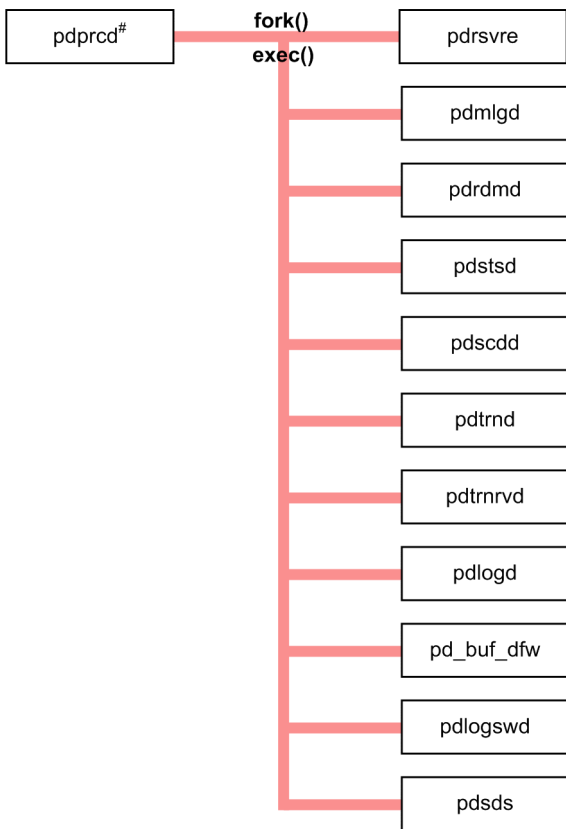 pdprcd#
fork()
exec()
pdrsvre
pdmlgd
pdrdmd
pdstsd
pdscdd
pdtrnd
pdtrnrvd
pdlogd
pd_buf_dfw
pdlogswd
pdsds